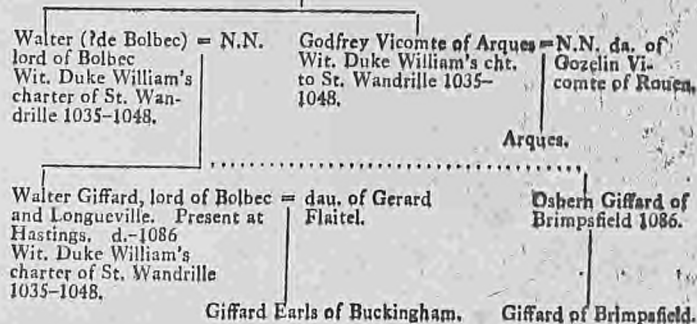 Walter (?de Bolbec) = N.N.
lord of Bolbec
Wit. Duke William's
charter of St. Wan-
drille 1035-1048.
Godfrey Vicomte of Arques=N.N. da. of
Wit. Duke William's cht.
to St. Wandrille 1035-
1048.
Gozelin Vi-
comte of Rouen.
Arques.
Walter Giffard, lord of Bolbec = dau. of Gerard
and Longueville. Present at
Hastings. d.-1086
Wit. Duke William's
charter of St. Wandrille
1035-1048.
Flaitel.
Osbern Giffard of
Brimpsfield 1086.
Giffard Earls of Buckingham.
Giffard of Brimpsfield.